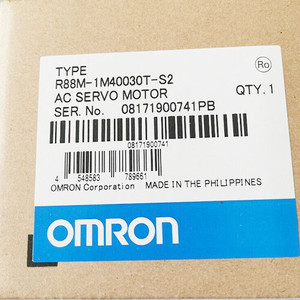 TYPE
R88M-1M40030T-S2
AC SERVO MOTOR
QTY. 1
SER. No. 08171900741PB
Ro
08171900741
4 548583 789661
OMRON Corporation MADE IN THE PHILIPPINES
OMRON